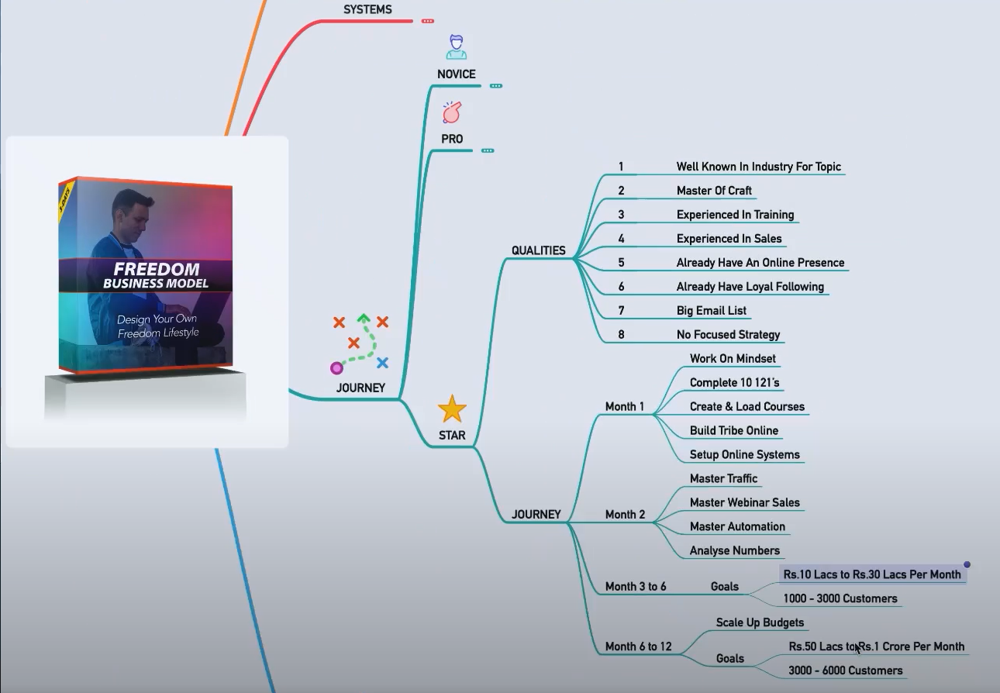 SYSTEMS
NOVICE
PRO
3-DAYS
FREEDOM
BUSINESS MODEL
Design Your Own
Freedom Lifestyle
JOURNEY
STAR
QUALITIES
1 Well Known In Industry For Topic
2 Master Of Craft
3 Experienced In Training
4 Experienced In Sales
5 Already Have An Online Presence
6 Already Have Loyal Following
7 Big Email List
8 No Focused Strategy
JOURNEY
Month 1
Work On Mindset
Complete 10 121's
Create & Load Courses
Build Tribe Online
Setup Online Systems
Month 2
Master Traffic
Master Webinar Sales
Master Automation
Analyse Numbers
Month 3 to 6
Goals
Rs.10 Lacs to Rs.30 Lacs Per Month
1000 - 3000 Customers
Month 6 to 12
Scale Up Budgets
Goals
Rs.50 Lacs to Rs.1 Crore Per Month
3000 - 6000 Customers